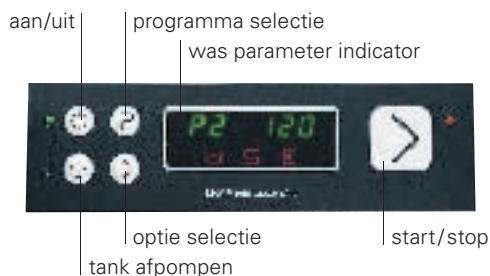 aan/uit programma selectie
was parameter indicator
P2 120
optie selectie start/stop
tank afpompen